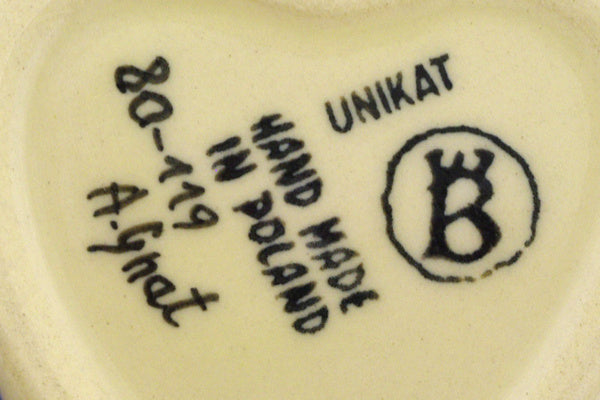 UNIKAT
B
HAND MADE
IN POLAND
80-119
A.Gnat